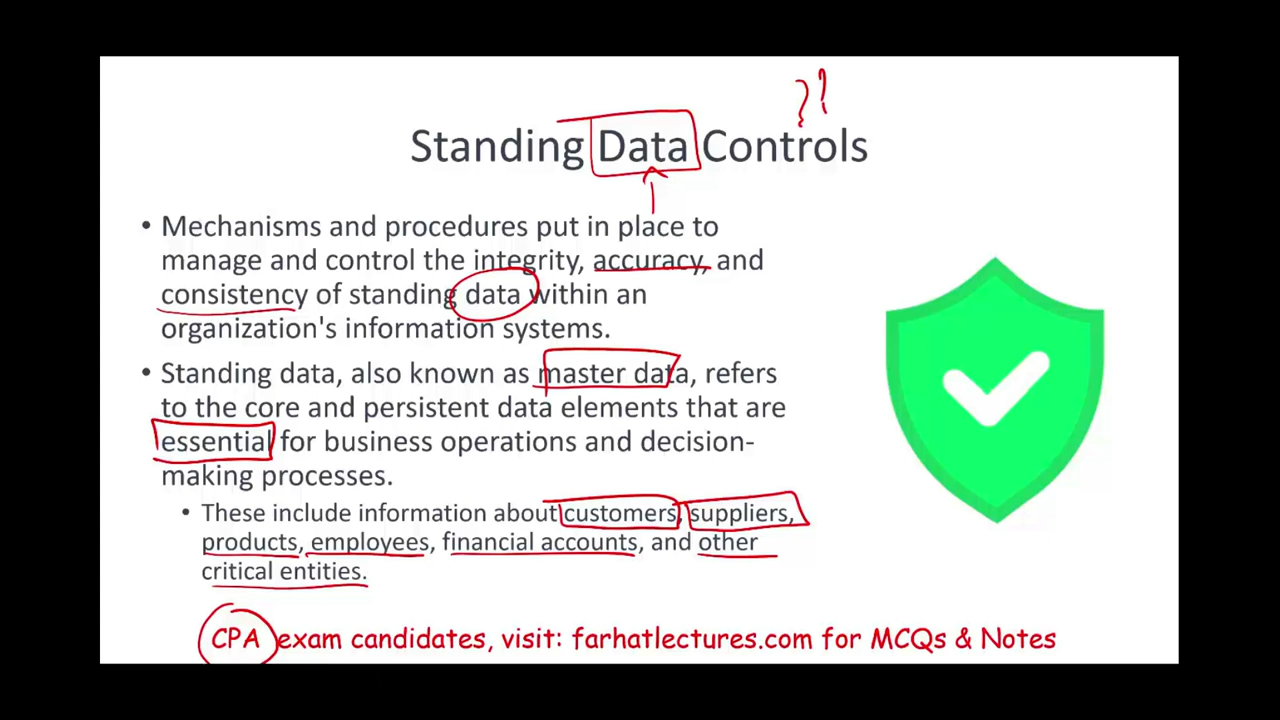 ??
Standing Data Controls
• Mechanisms and procedures put in place to
manage and control the integrity, accuracy, and
consistency of standing data within an
organization's information systems.
• Standing data, also known as master data, refers
to the core and persistent data elements that are
essential for business operations and decision-
making processes.
• These include information about customers, suppliers,
products, employees, financial accounts, and other
critical entities.
CPA exam candidates, visit: farhatlectures.com for MCQs & Notes